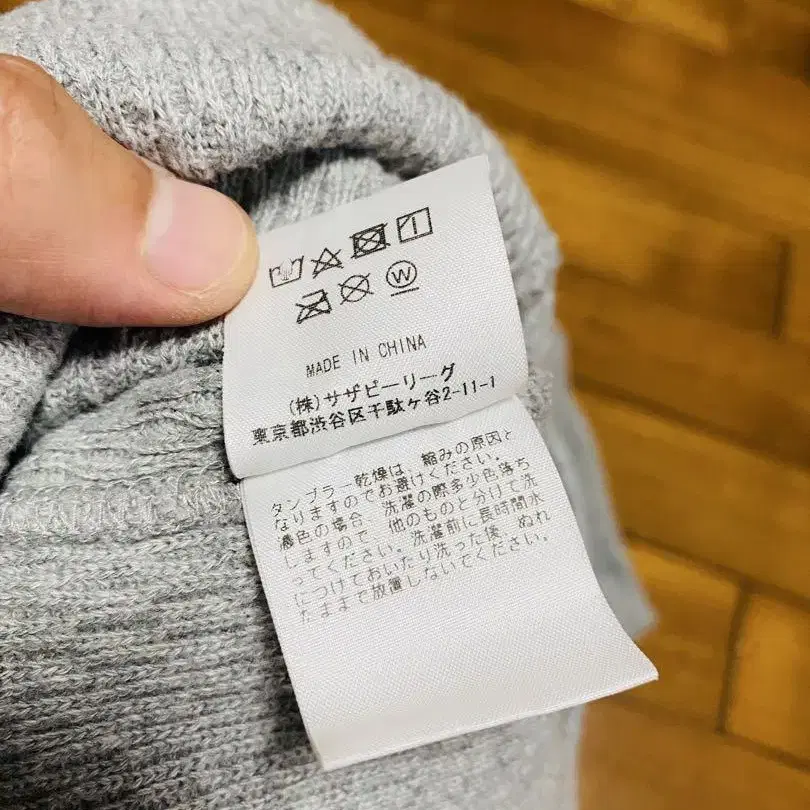 W
MADE IN CHINA
(株)サザビーリーグ
東京都渋谷区千駄ヶ谷2-11-1
タンブラー乾燥は、縮みの原因と
なりますのでお避けください。
濃色の場合、洗濯の際多少色落ち
しますので、他のものと分けて洗
ってください。洗濯前に長時間水
につけておいたり洗った後、ぬれ
たままで放置しないでください。